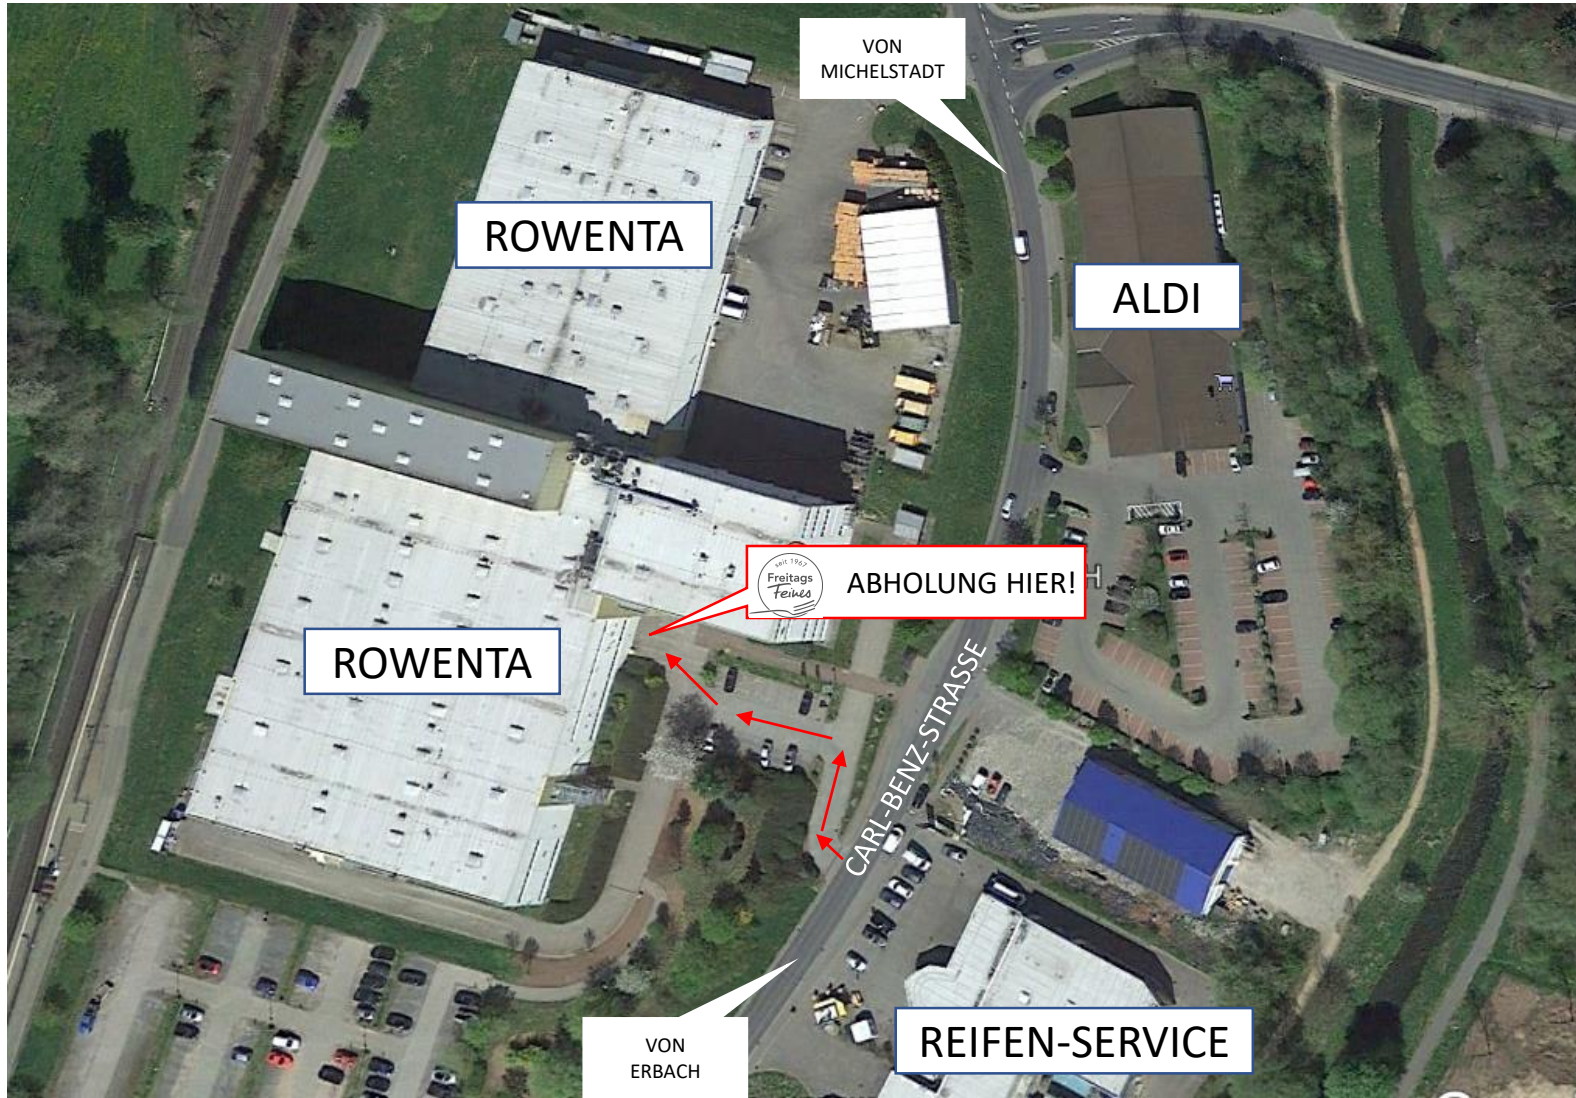 VON
MICHELSTADT
ROWENTA
ALDI
seit 1967
Freitags
Feines
ABHOLUNG HIER!
ROWENTA
CARL-BENZ-STRASSE
VON
ERBACH
REIFEN-SERVICE